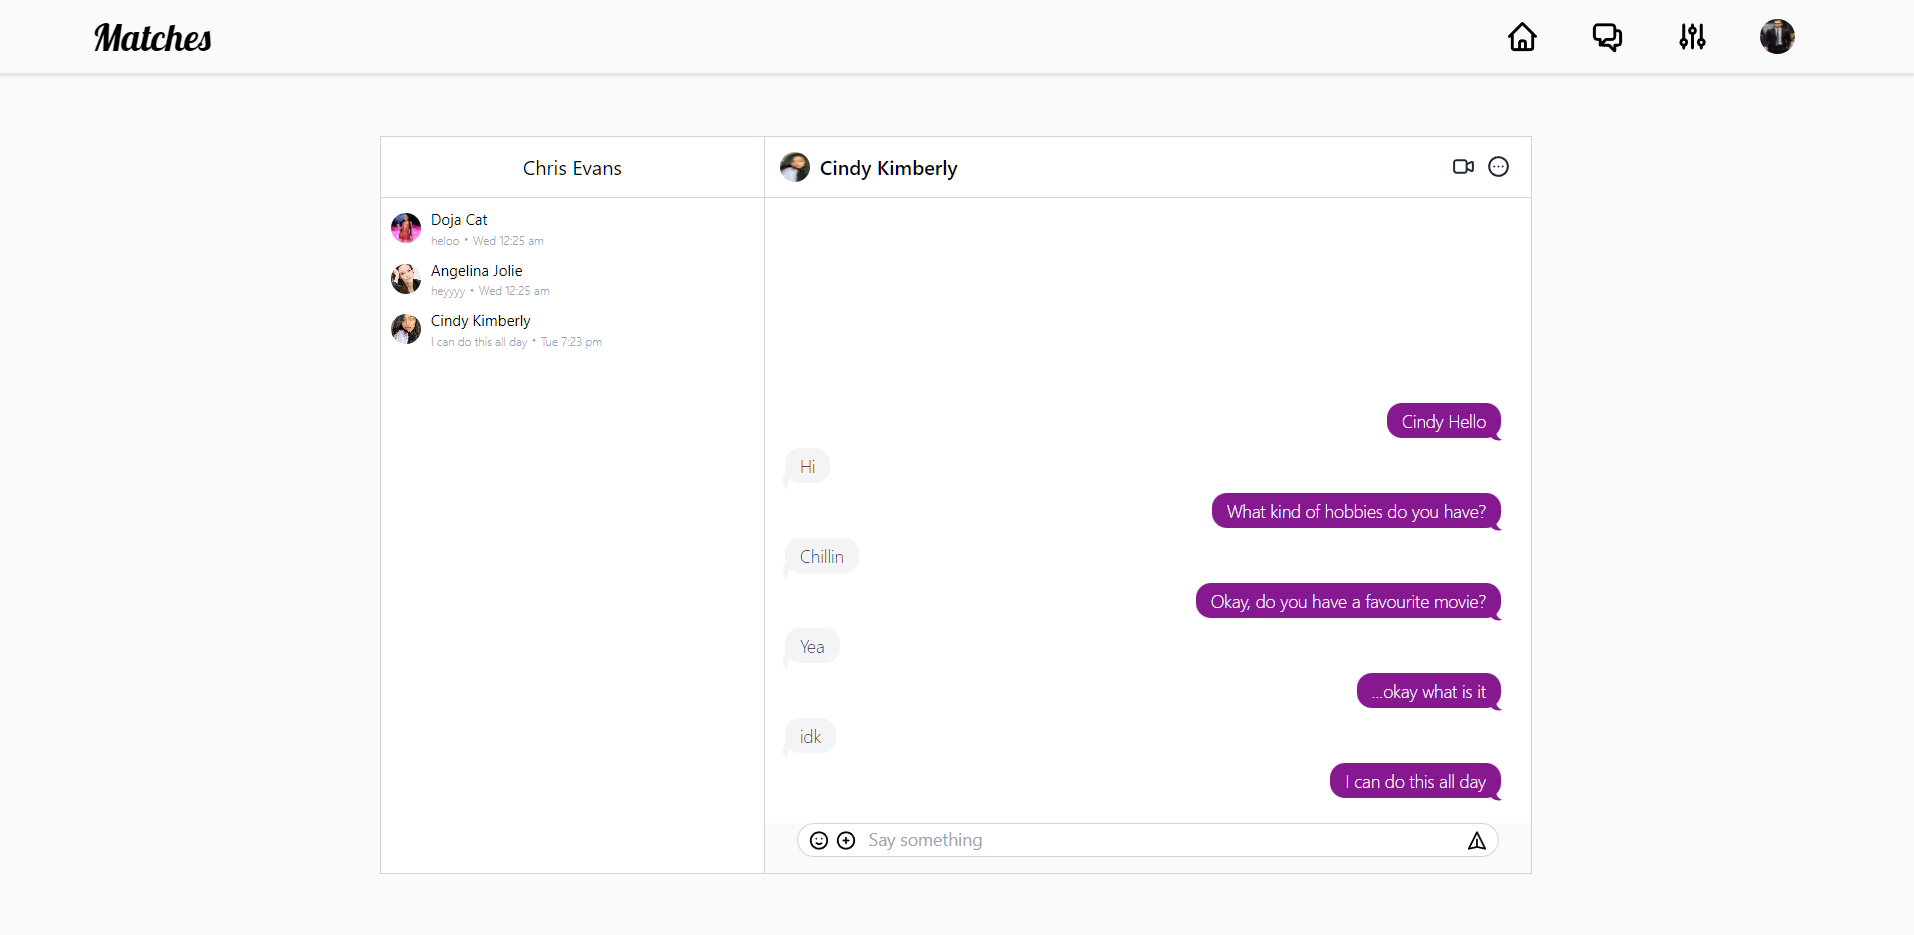 Matches
Chris Evans
Doja Cat
heloo • Wed 12:25 am
Angelina Jolie
heyyyy • Wed 12:25 am
Cindy Kimberly
I can do this all day • Tue 7:23 pm
Cindy Kimberly
Cindy Hello
Hi
What kind of hobbies do you have?
Chillin
Okay, do you have a favourite movie?
Yea
...okay what is it
idk
I can do this all day
Say something